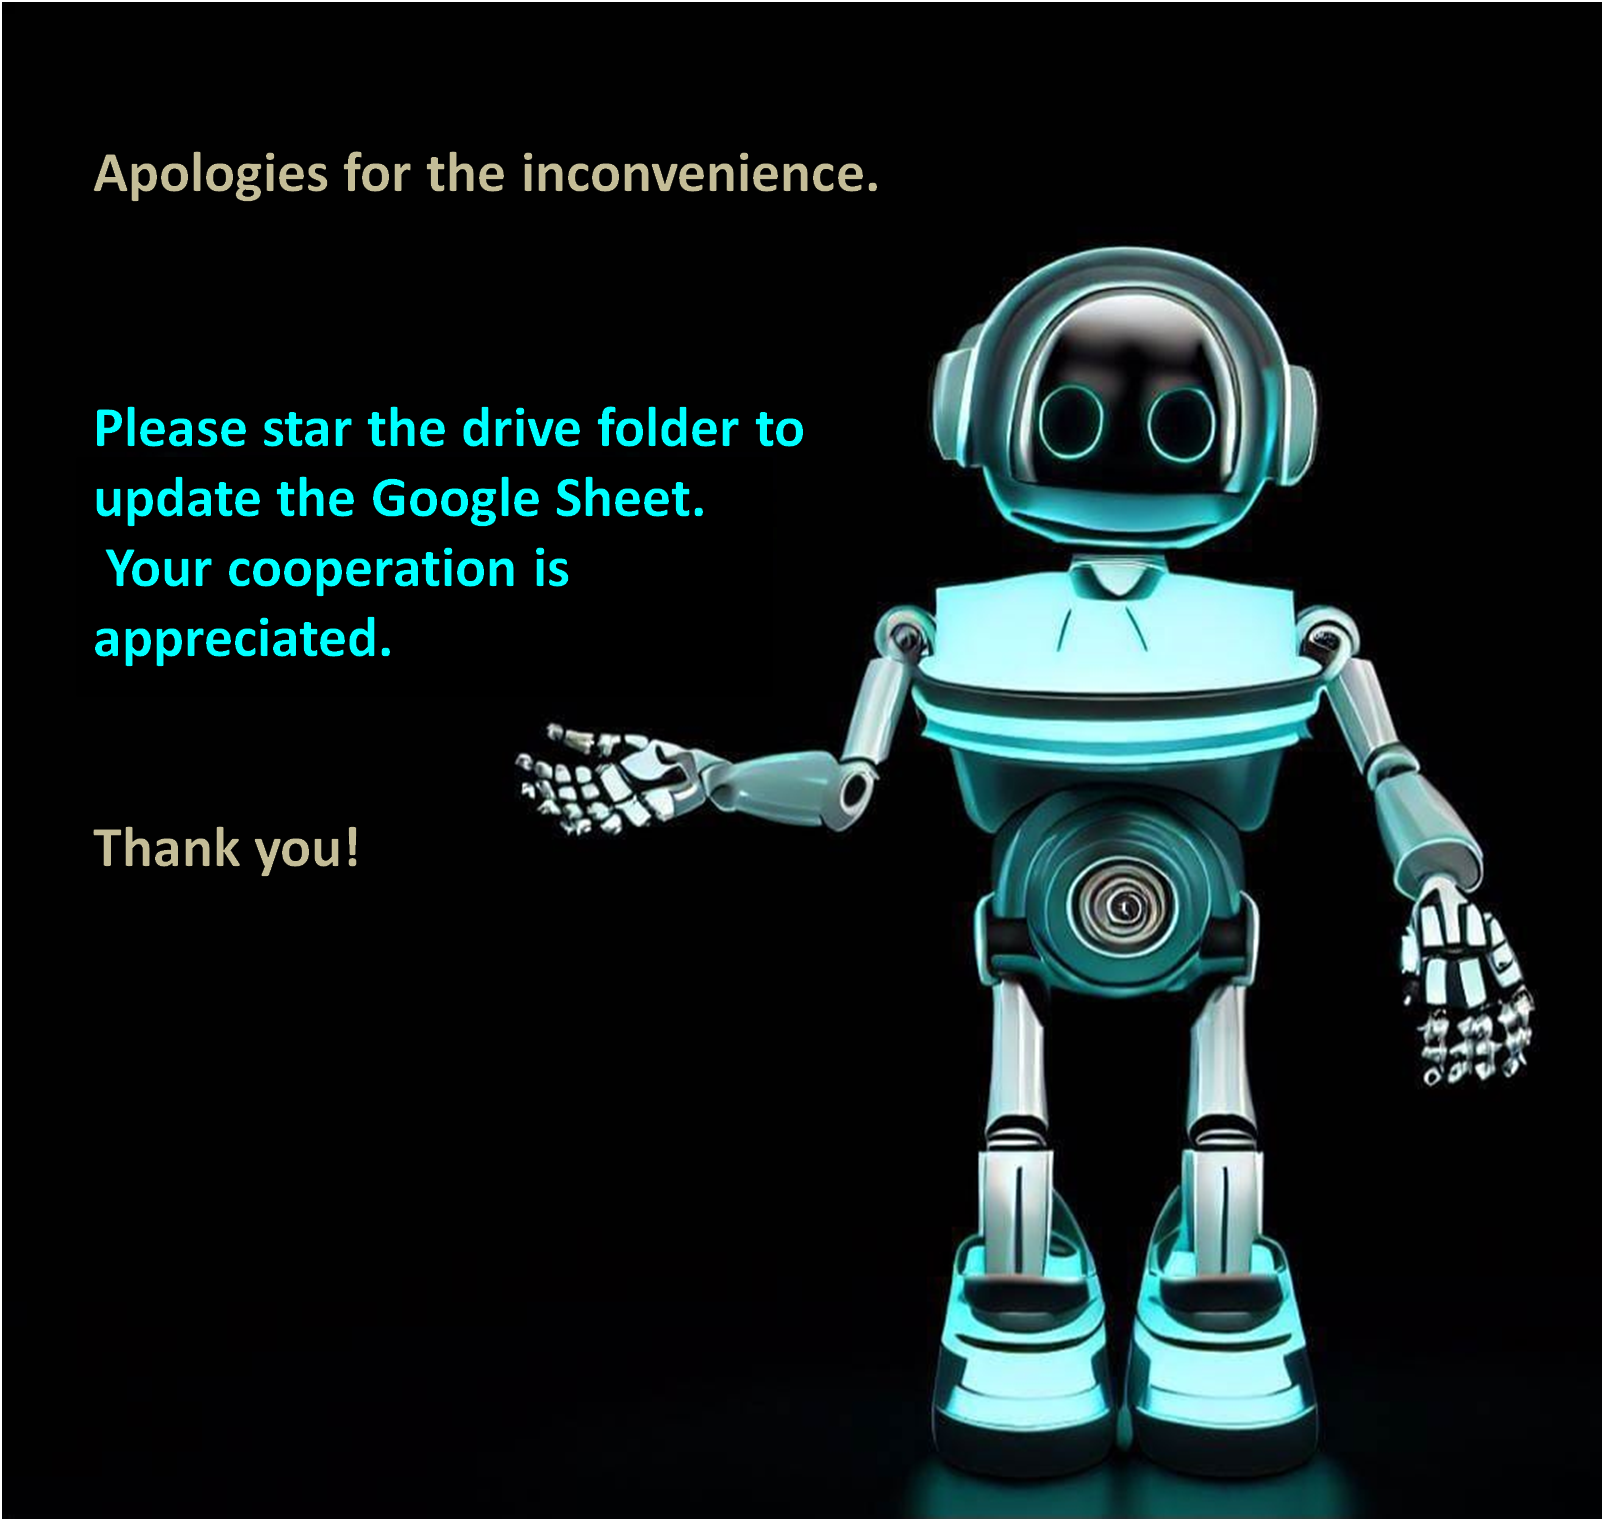 Apologies for the inconvenience.
Please star the drive folder to
update the Google Sheet.
Your cooperation is
appreciated.
Thank you!